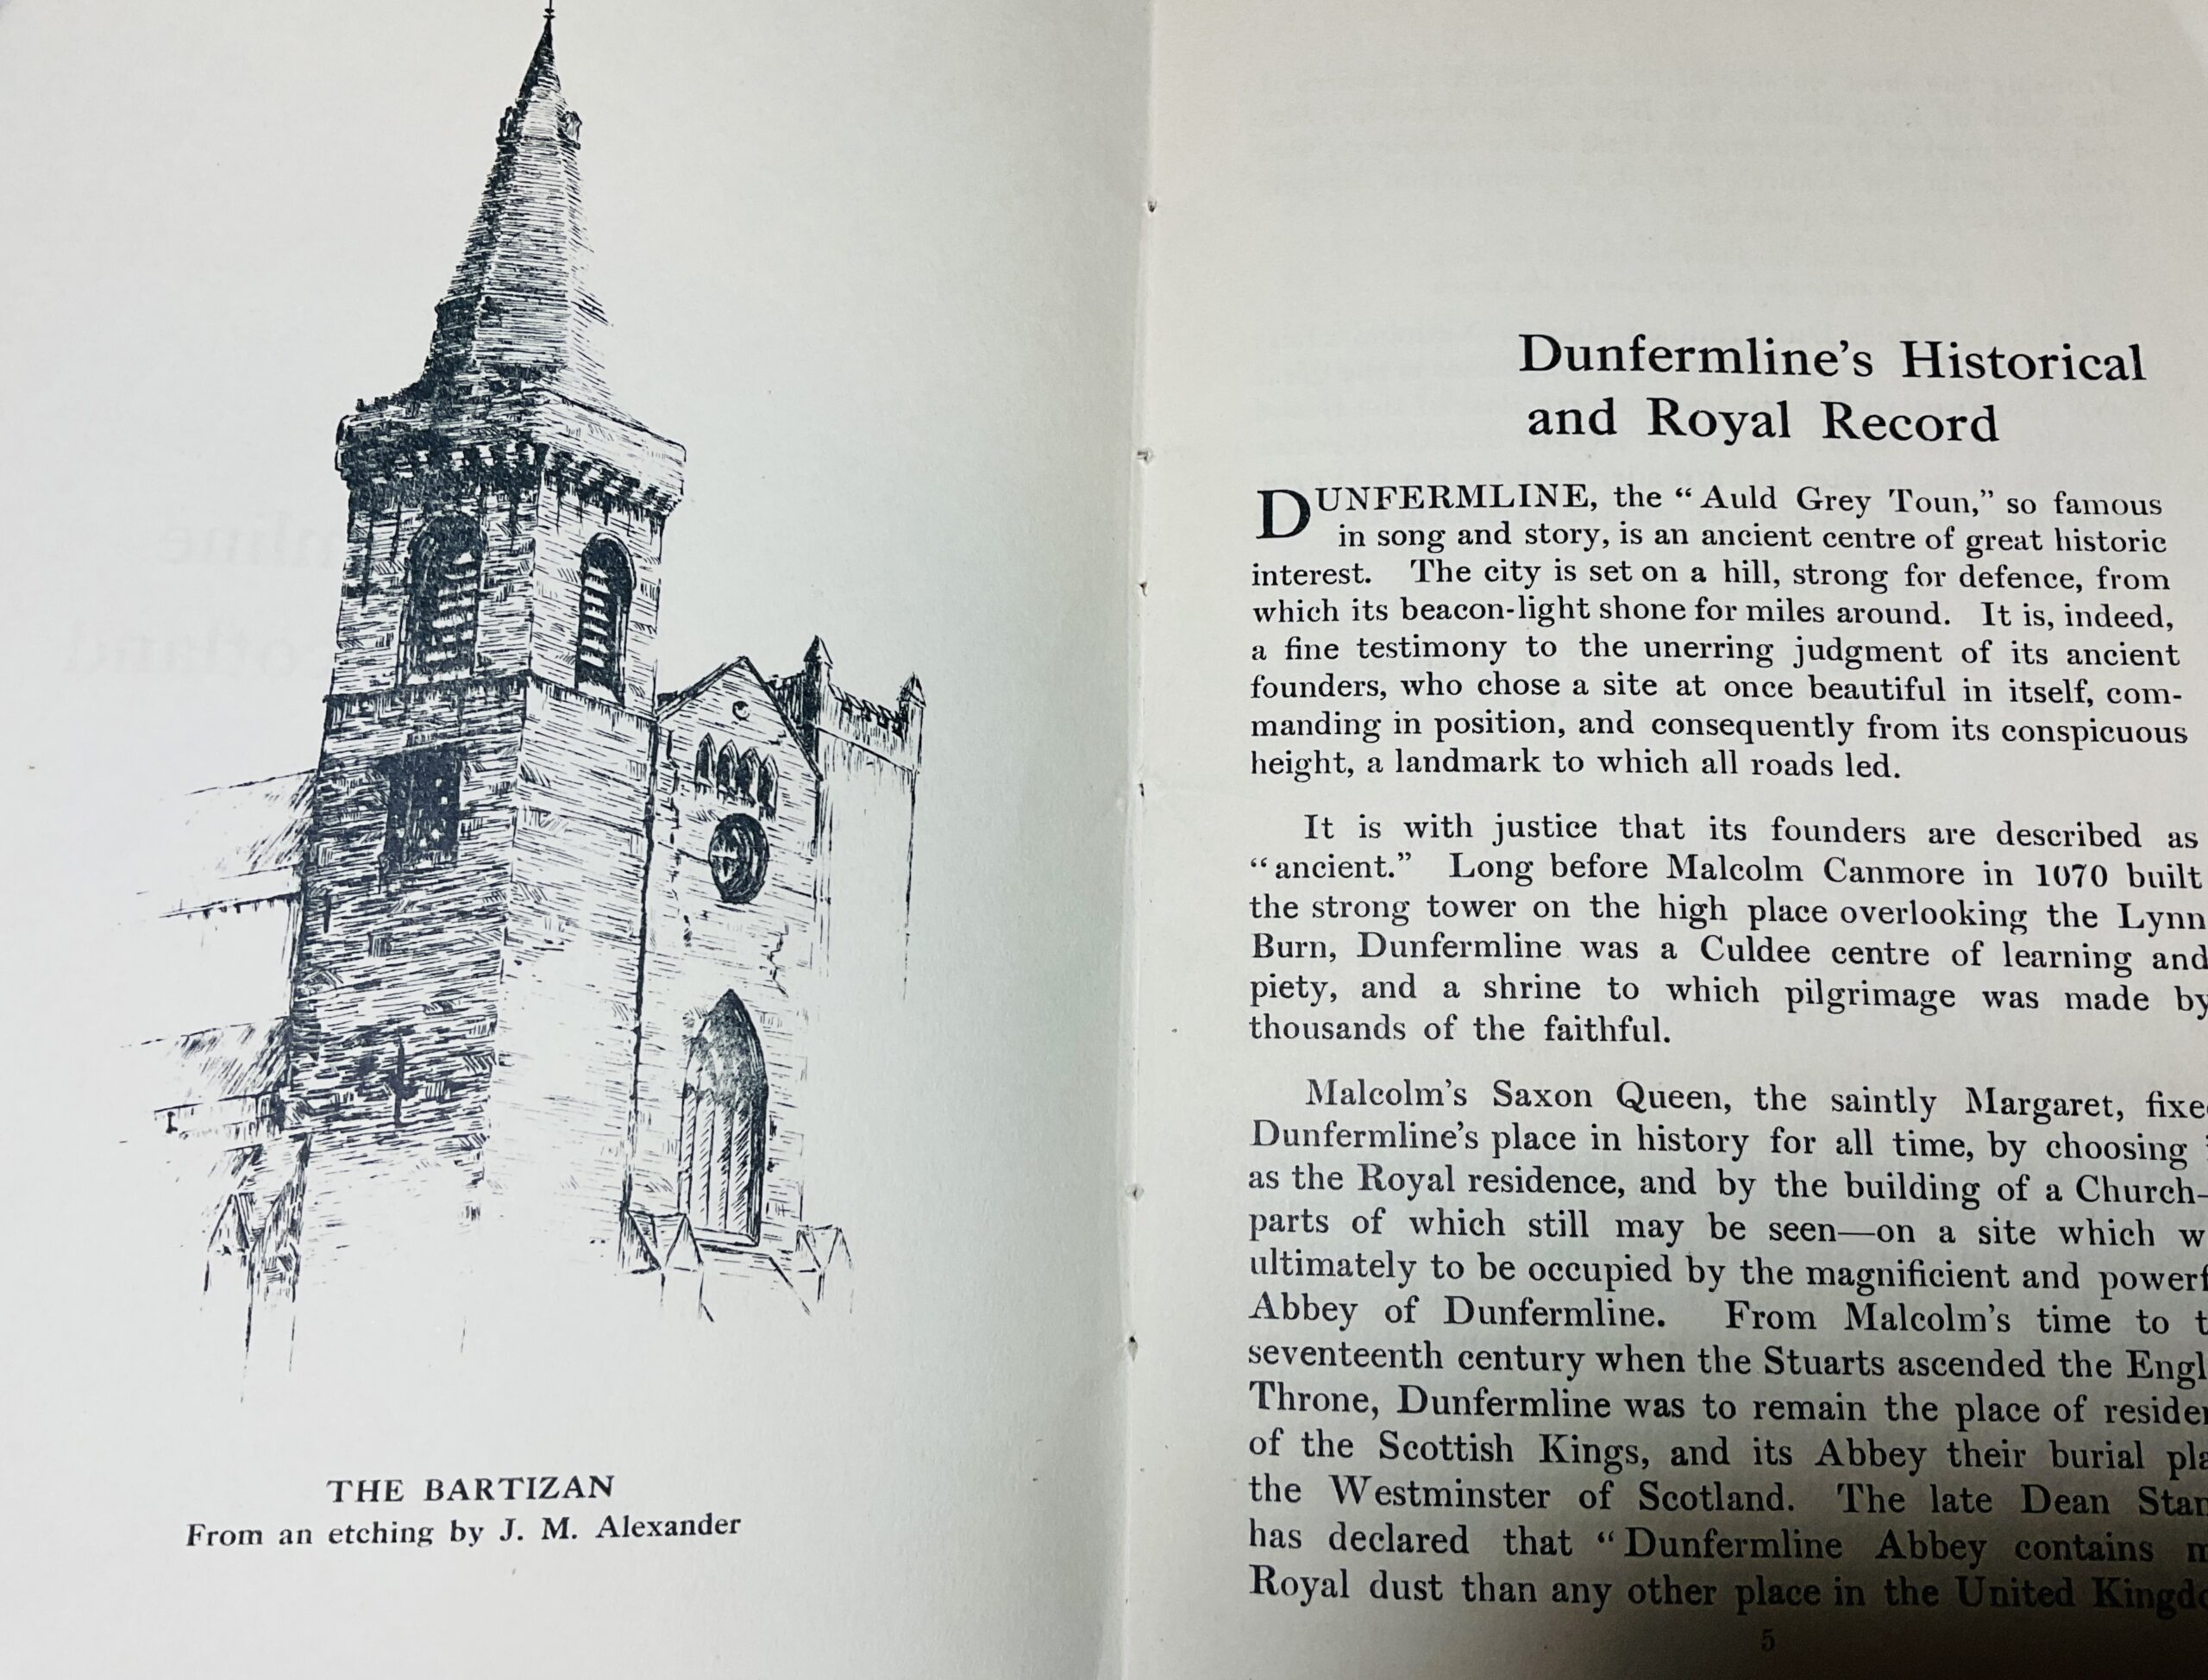 THE BARTIZAN
From an etching by J. M. Alexander
Dunfermline's Historical
and Royal Record
DUNFERMLINE, the “ Auld Grey Toun,” so famous
in song and story, is an ancient centre of great historic
interest. The city is set on a hill, strong for defence, from
which its beacon-light shone for miles around. It is, indeed,
a fine testimony to the unerring judgment of its ancient
founders, who chose a site at once beautiful in itself, com-
manding in position, and consequently from its conspicuous
height, a landmark to which all roads led.
It is with justice that its founders are described as
“ancient.” Long before Malcolm Canmore in 1070 built
the strong tower on the high place overlooking the Lynn
Burn, Dunfermline was a Culdee centre of learning and
piety, and a shrine to which pilgrimage was made by
thousands of the faithful.
Malcolm's Saxon Queen, the saintly Margaret,
Dunfermline's place in history for all time, by choosing
as the Royal residence, and by the building of a Church—
parts of which still may be seen—on a site which
ultimately to be occupied by the magnificient and
Abbey of Dunfermline. From Malcolm's time to
seventeenth century when the Stuarts ascended the
Throne, Dunfermline was to remain the place of
of the Scottish Kings, and its Abbey their burial
the Westminster of Scotland. The late Dean
has declared that “ Dunfermline Abbey contains
Royal dust than any other place in the United
5